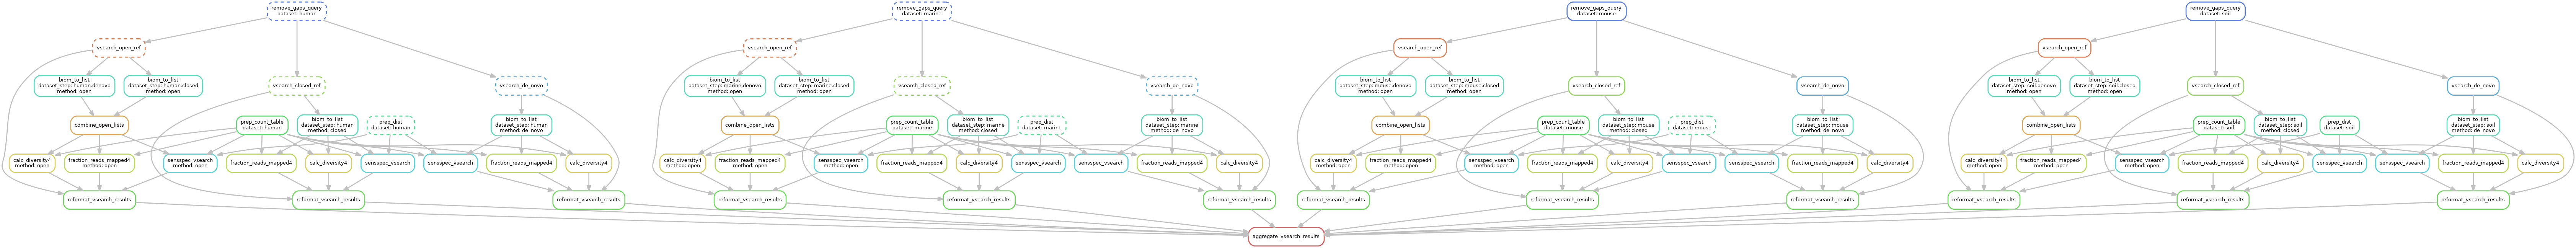 remove_gaps_query
dataset: human
remove_gaps_query
dataset: marine
remove_gaps_query
dataset: mouse
remove_gaps_query
dataset: soil
vsearch_open_ref
vsearch_open_ref
vsearch_open_ref
vsearch_open_ref
biom_to_list
dataset_step: human.denovo
method: open
biom_to_list
dataset_step: human.closed
method: open
vsearch_closed_ref
vsearch_de_novo
biom_to_list
dataset_step: marine.denovo
method: open
biom_to_list
dataset_step: marine.closed
method: open
vsearch_closed_ref
vsearch_de_novo
biom_to_list
dataset_step: mouse.denovo
method: open
biom_to_list
dataset_step: mouse.closed
method: open
vsearch_closed_ref
vsearch_de_novo
biom_to_list
dataset_step: soil.denovo
method: open
biom_to_list
dataset_step: soil.closed
method: open
vsearch_closed_ref
vsearch_de_novo
combine_open_lists
prep_count_table
dataset: human
biom_to_list
dataset_step: human
method: closed
prep_dist
dataset: human
biom_to_list
dataset_step: human
method: de_novo
combine_open_lists
prep_count_table
dataset: marine
biom_to_list
dataset_step: marine
method: closed
prep_dist
dataset: marine
biom_to_list
dataset_step: marine
method: de_novo
combine_open_lists
prep_count_table
dataset: mouse
biom_to_list
dataset_step: mouse
method: closed
prep_dist
dataset: mouse
biom_to_list
dataset_step: mouse
method: de_novo
combine_open_lists
prep_count_table
dataset: soil
biom_to_list
dataset_step: soil
method: closed
prep_dist
dataset: soil
biom_to_list
dataset_step: soil
method: de_novo
calc_diversity4
method: open
fraction_reads_mapped4
method: open
sensspec_vsearch
method: open
fraction_reads_mapped4
calc_diversity4
sensspec_vsearch
sensspec_vsearch
fraction_reads_mapped4
calc_diversity4
calc_diversity4
method: open
fraction_reads_mapped4
method: open
sensspec_vsearch
method: open
fraction_reads_mapped4
calc_diversity4
sensspec_vsearch
sensspec_vsearch
fraction_reads_mapped4
calc_diversity4
calc_diversity4
method: open
fraction_reads_mapped4
method: open
sensspec_vsearch
method: open
fraction_reads_mapped4
calc_diversity4
sensspec_vsearch
sensspec_vsearch
fraction_reads_mapped4
calc_diversity4
calc_diversity4
method: open
fraction_reads_mapped4
method: open
sensspec_vsearch
method: open
fraction_reads_mapped4
calc_diversity4
sensspec_vsearch
sensspec_vsearch
fraction_reads_mapped4
calc_diversity4
reformat_vsearch_results
reformat_vsearch_results
reformat_vsearch_results
reformat_vsearch_results
reformat_vsearch_results
reformat_vsearch_results
reformat_vsearch_results
reformat_vsearch_results
reformat_vsearch_results
reformat_vsearch_results
reformat_vsearch_results
reformat_vsearch_results
aggregate_vsearch_results